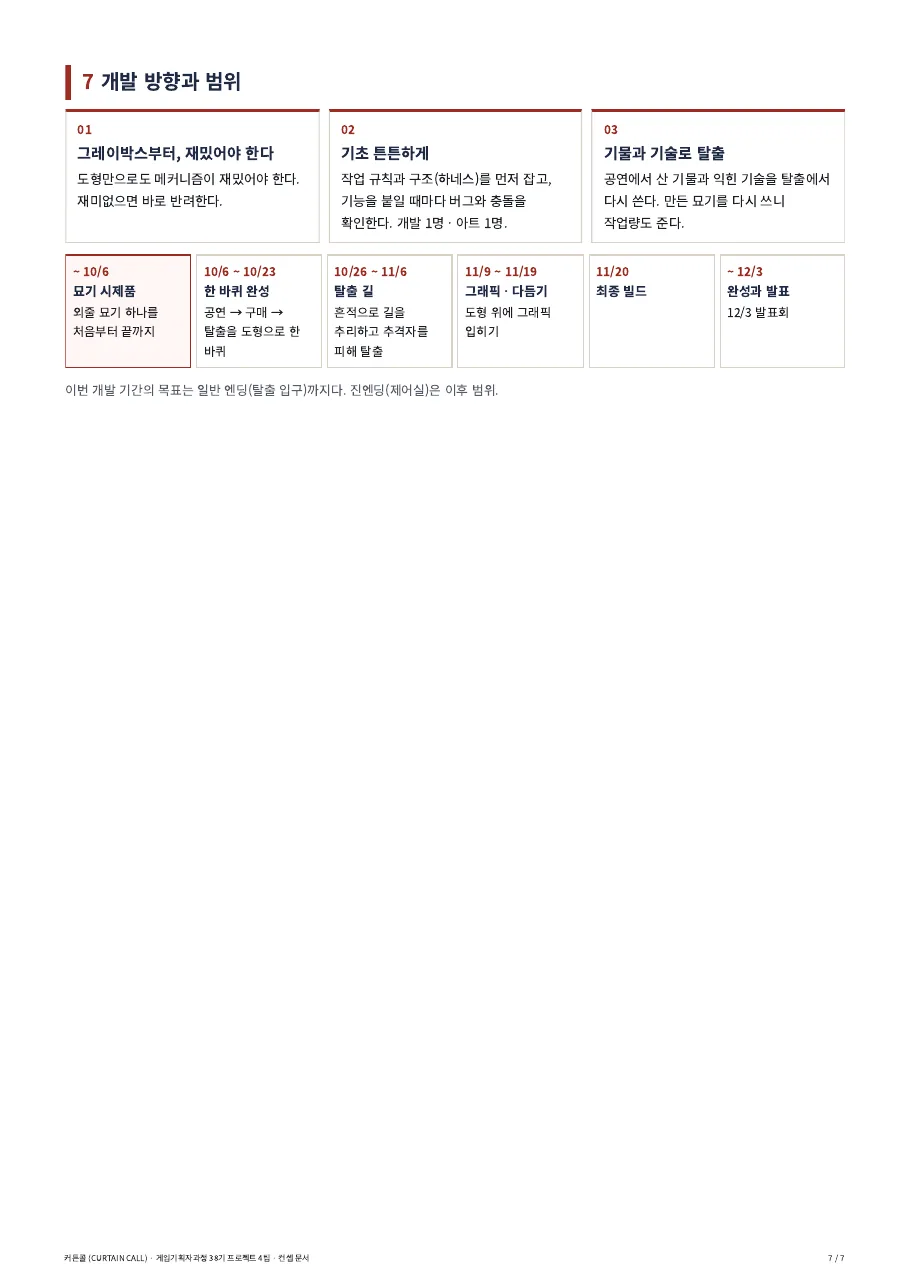 7 개발 방향과 범위
01
그레이박스부터, 재밌어야 한다
도형만으로도 메커니즘이 재밌어야 한다.
재미없으면 바로 반려한다.
02
기초 튼튼하게
작업 규칙과 구조(하네스)를 먼저 잡고,
기능을 붙일 때마다 버그와 충돌을
확인한다. 개발 1명 · 아트 1명.
03
기물과 기술로 탈출
공연에서 산 기물과 익힌 기술을 탈출에서
다시 쓴다. 만든 묘기를 다시 쓰니
작업량도 준다.
~ 10/6
묘기 시제품
외줄 묘기 하나를
처음부터 끝까지
10/6 ~ 10/23
한 바퀴 완성
공연 → 구매 →
탈출을 도형으로 한
바퀴
10/26 ~ 11/6
탈출 길
흔적으로 길을
추리하고 추격자를
피해 탈출
11/9 ~ 11/19
그래픽 · 다듬기
도형 위에 그래픽
입히기
11/20
최종 빌드
~ 12/3
완성과 발표
12/3 발표회
이번 개발 기간의 목표는 일반 엔딩(탈출 입구)까지다. 진엔딩(제어실)은 이후 범위.
커튼콜 (CURTAIN CALL) · 게임기획자과정 38기 프로젝트 4팀 · 컨셉 문서
7 / 7